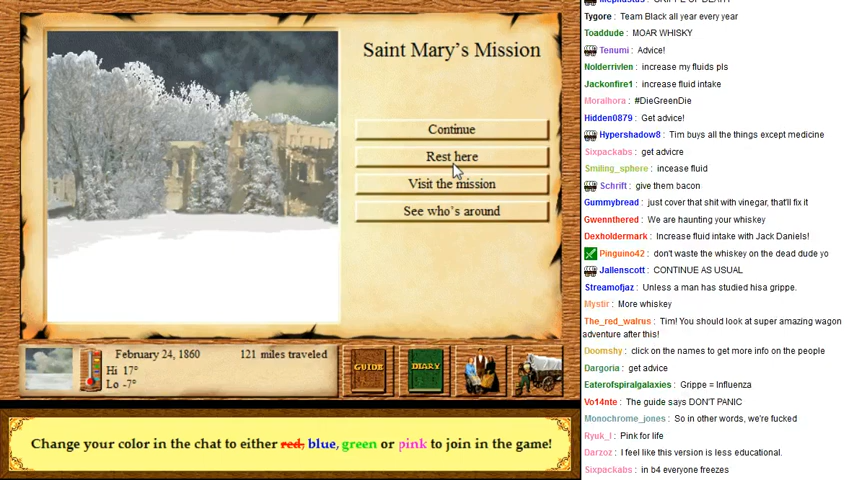 Saint Mary's Mission
Continue
Rest here
Visit the mission
See who's around
February 24, 1860
121 miles traveled
Hi 17°
Lo -7°
GUIDE
DIARY
Change your color in the chat to either red, blue, green or pink to join in the game!
Tygore : Team Black all year every year
Toaddude : MOAR WHISKY
Tenumi : Advice!
Nolderrivlen : increase my fluids pls
Jackonfire1 : increase fluid intake
Moralhora : #DieGreenDie
Hidden0879 : Get advice!
Hypershadow8 : Tim buys all the things except medicine
Sixpackabs : get advicre
Smiling_sphere : incease fluid
Schrift : give them bacon
Gummybread : just cover that shit with vinegar, that'll fix it
Gwennthered : We are haunting your whiskey
Dexholdermark : Increase fluid intake with Jack Daniels!
Pinguino42 : don't waste the whiskey on the dead dude yo
Jallenscott : CONTINUE AS USUAL
Streamofjaz : Unless a man has studied hisa grippe.
Mystir : More whiskey
The_red_walrus : Tim! You should look at super amazing wagon
adventure after this!
Doomshy : click on the names to get more info on the people
Dargoria : get advice
Eaterofspiralgalaxies : Grippe = Influenza
Vo14nte : The guide says DON'T PANIC
Monochrome_jones : So in other words, we're fucked
Ryuk_l : Pink for life
Darzoz : I feel like this version is less educational.
Sixpackabs : in b4 everyone freezes